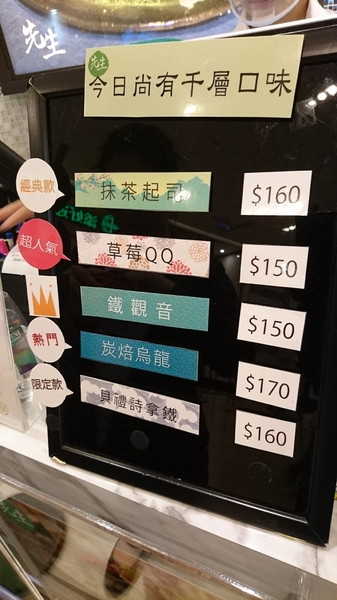 先生
先生
今日尚有千層口味
經典款 抹茶起司 $160
超人氣 草莓QQ $150
鐵觀音 $150
熱門 炭焙烏龍 $170
限定款 貝禮詩拿鐵 $160